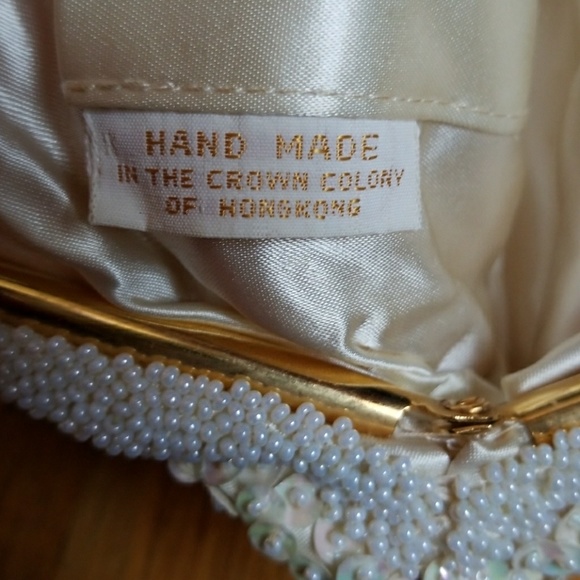 HAND MADE
IN THE CROWN COLONY
OF HONGKONG